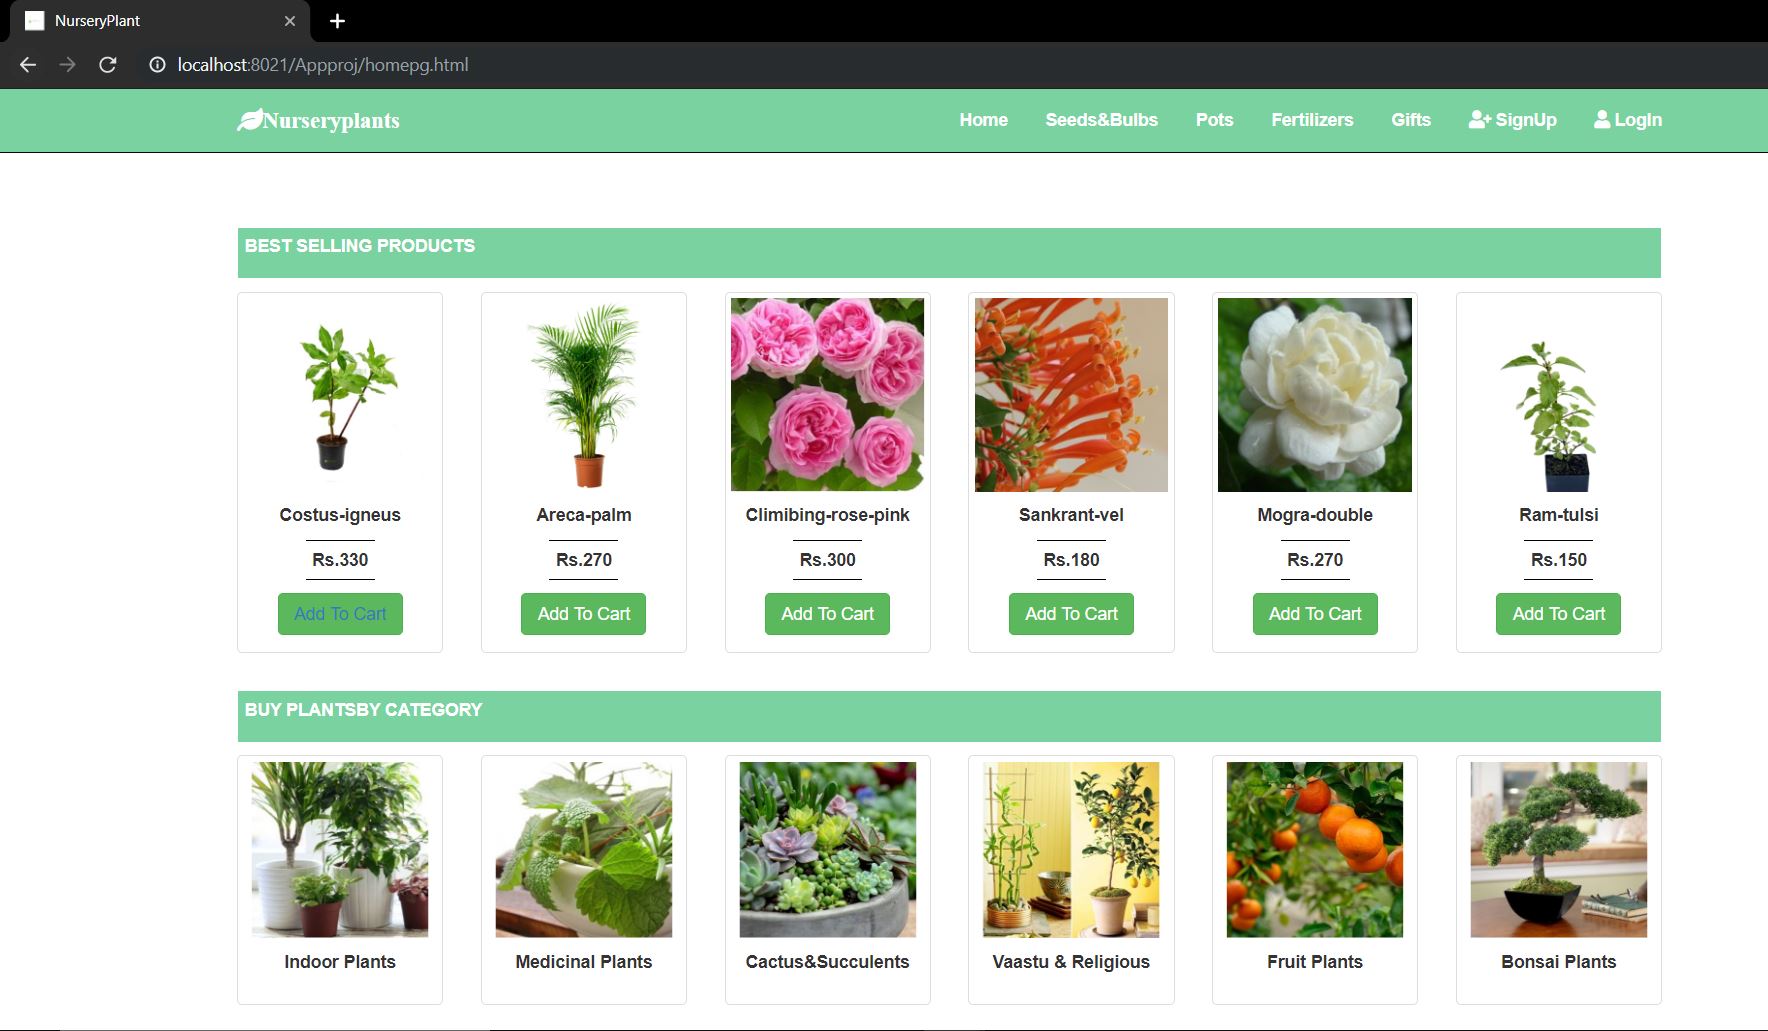 NurseryPlant
localhost:8021/Appproj/homepg.html
Nurseryplants
Home Seeds&Bulbs Pots Fertilizers Gifts SignUp LogIn
BEST SELLING PRODUCTS
Costus-igneus Areca-palm Climibing-rose-pink Sankrant-vel Mogra-double Ram-tulsi
Rs.330 Rs.270 Rs.300 Rs.180 Rs.270 Rs.150
Add To Cart Add To Cart Add To Cart Add To Cart Add To Cart Add To Cart
BUY PLANTSBY CATEGORY
Indoor Plants Medicinal Plants Cactus&Succulents Vaastu & Religious Fruit Plants Bonsai Plants